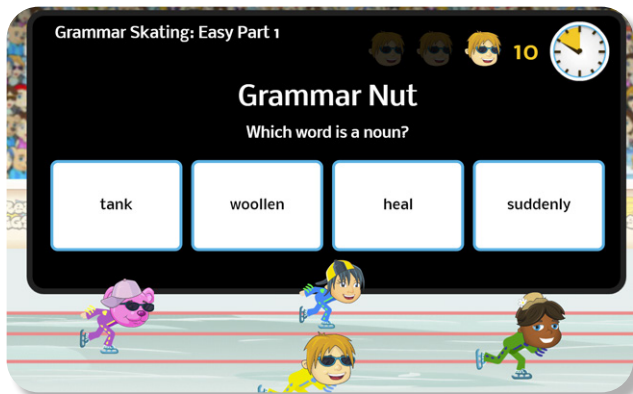 Grammar Skating: Easy Part 1
10
Grammar Nut
Which word is a noun?
tank
woollen
heal
suddenly